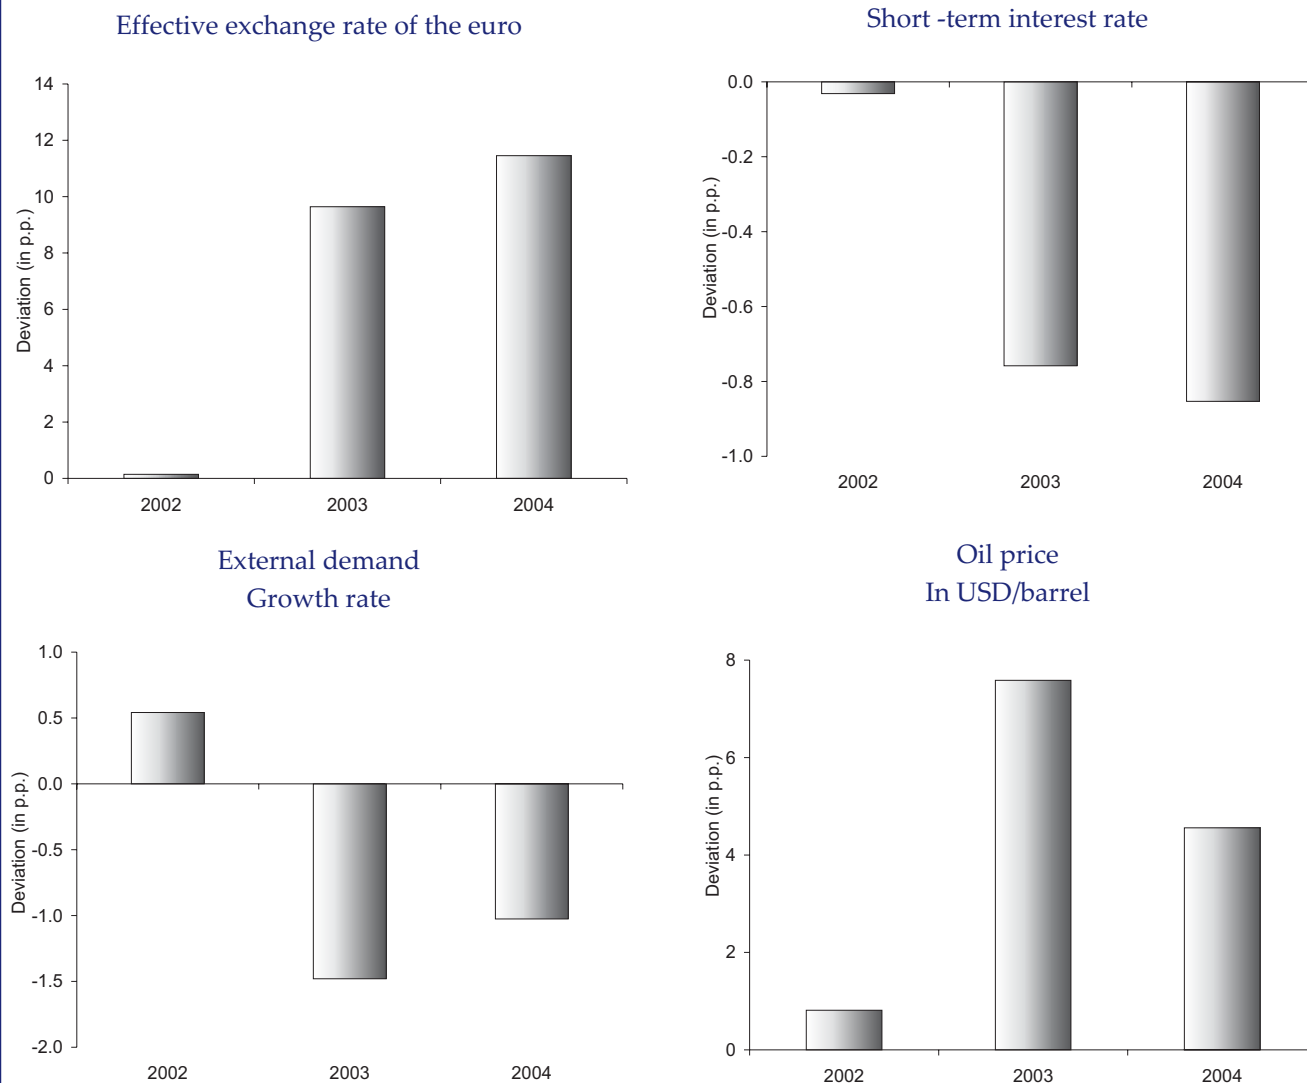 Effective exchange rate of the euro
Deviation (in p.p.)
14
12
10
8
6
4
2
0
2002 2003 2004
Short -term interest rate
Deviation (in p.p.)
0.0
-0.2
-0.4
-0.6
-0.8
-1.0
2002 2003 2004
External demand
Growth rate
Deviation (in p.p.)
1.0
0.5
0.0
-0.5
-1.0
-1.5
-2.0
2002 2003 2004
Oil price
In USD/barrel
Deviation (in p.p.)
8
6
4
2
0
2002 2003 2004